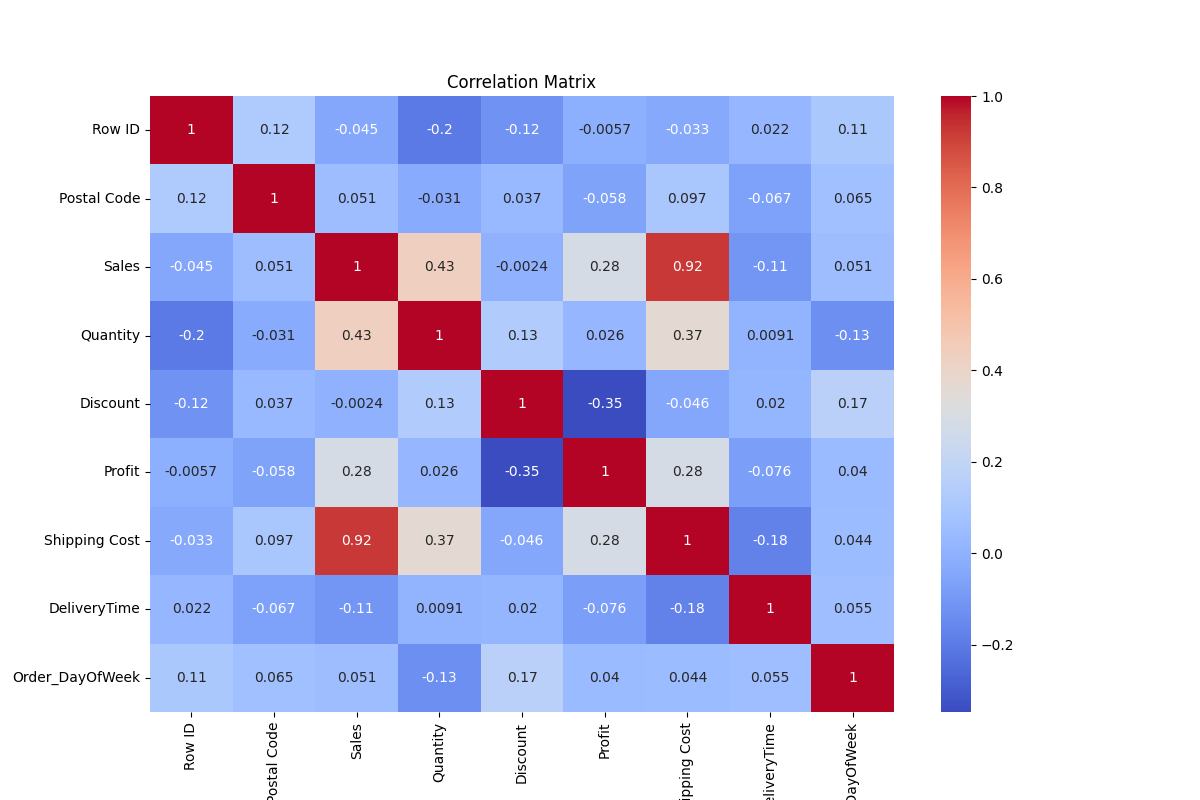 Correlation Matrix
Row ID 1 0.12 -0.045 -0.2 -0.12 -0.0057 -0.033 0.022 0.11
Postal Code 0.12 1 0.051 -0.031 0.037 -0.058 0.097 -0.067 0.065
Sales -0.045 0.051 1 0.43 -0.0024 0.28 0.92 -0.11 0.051
Quantity -0.2 -0.031 0.43 1 0.13 0.026 0.37 0.0091 -0.13
Discount -0.12 0.037 -0.0024 0.13 1 -0.35 -0.046 0.02 0.17
Profit -0.0057 -0.058 0.28 0.026 -0.35 1 0.28 -0.076 0.04
Shipping Cost -0.033 0.097 0.92 0.37 -0.046 0.28 1 -0.18 0.044
DeliveryTime 0.022 -0.067 -0.11 0.0091 0.02 -0.076 -0.18 1 0.055
Order_DayOfWeek 0.11 0.065 0.051 -0.13 0.17 0.04 0.044 0.055 1
Row ID
Postal Code
Sales
Quantity
Discount
Profit
ipping Cost
eliveryTime
DayOfWeek
1.0
0.8
0.6
0.4
0.2
0.0
−0.2